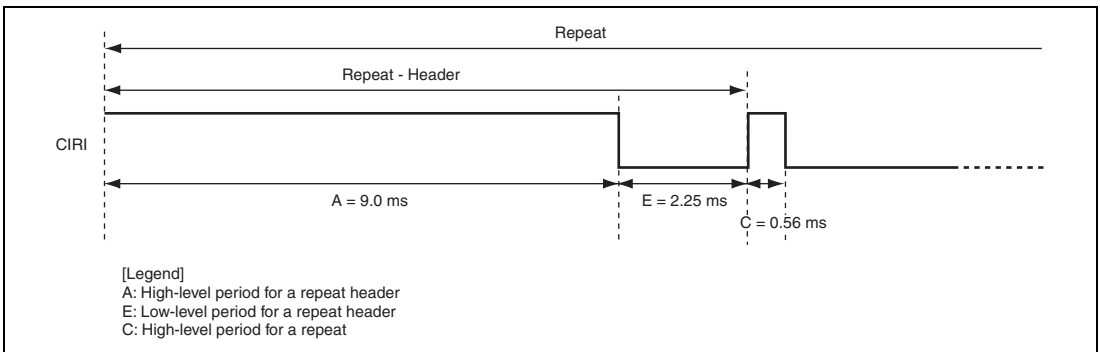 Repeat
Repeat - Header
CIRI
A = 9.0 ms
E = 2.25 ms
C = 0.56 ms
[Legend]
A: High-level period for a repeat header
E: Low-level period for a repeat header
C: High-level period for a repeat